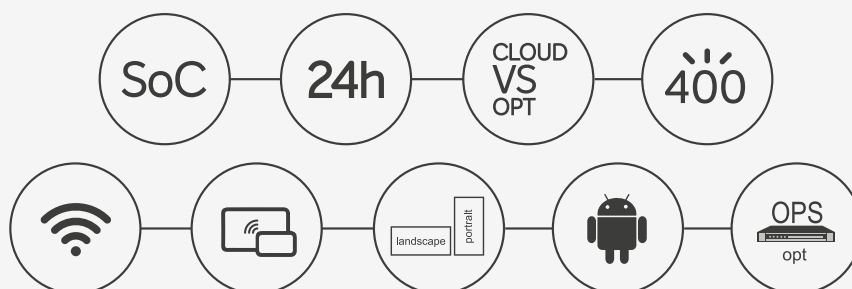 SoC
24h
CLOUD
VS
OPT
400
landscape
portrait
OPS
opt